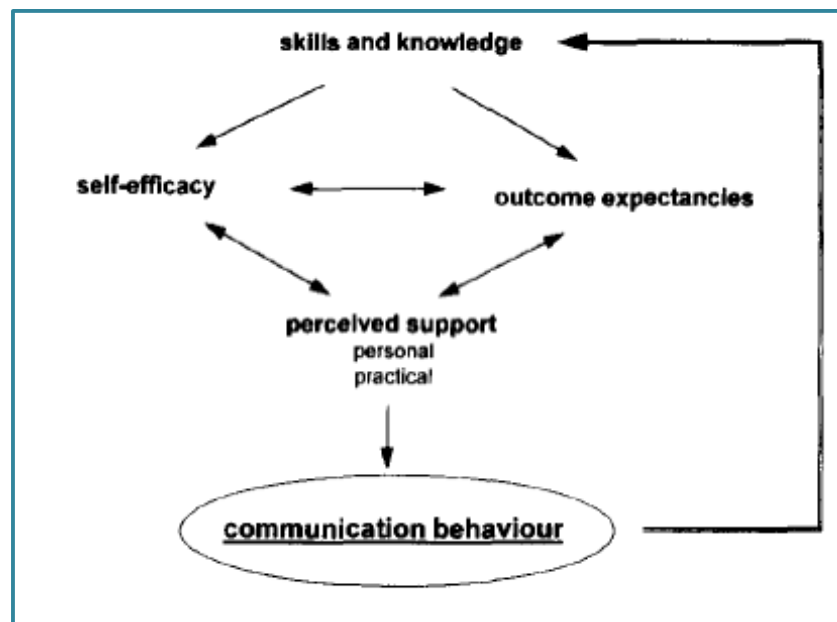 skills and knowledge
self-efficacy
outcome expectancies
perceived support
personal
practical
communication behaviour